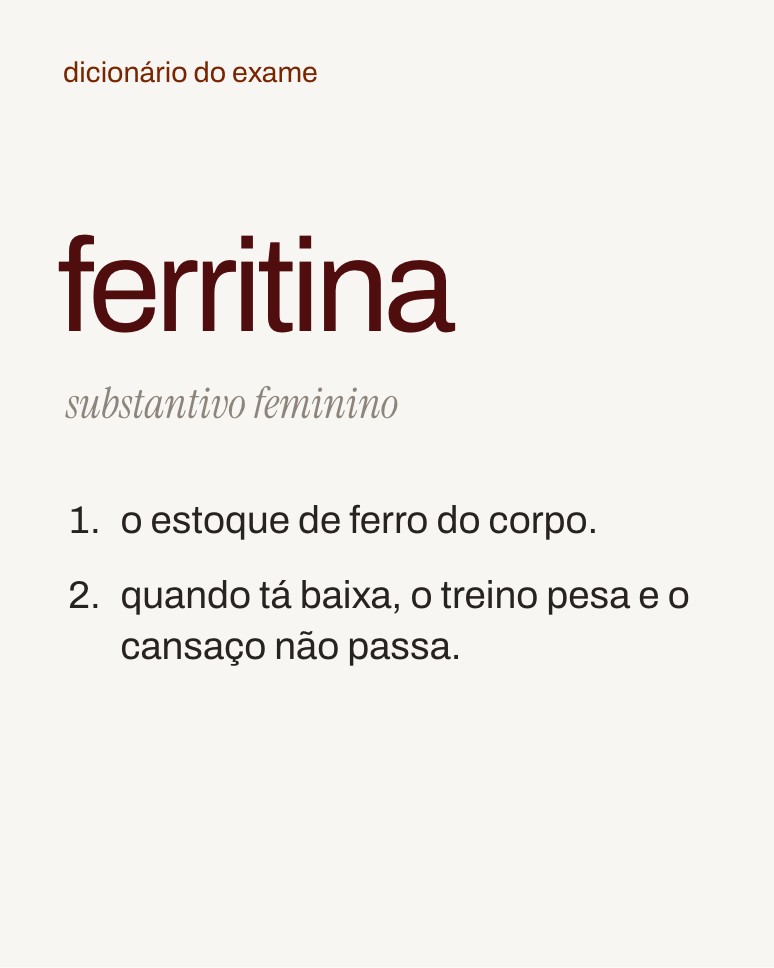 dicionário do exame
ferritina
substantivo feminino
1. o estoque de ferro do corpo.
2. quando tá baixa, o treino pesa e o
cansaço não passa.